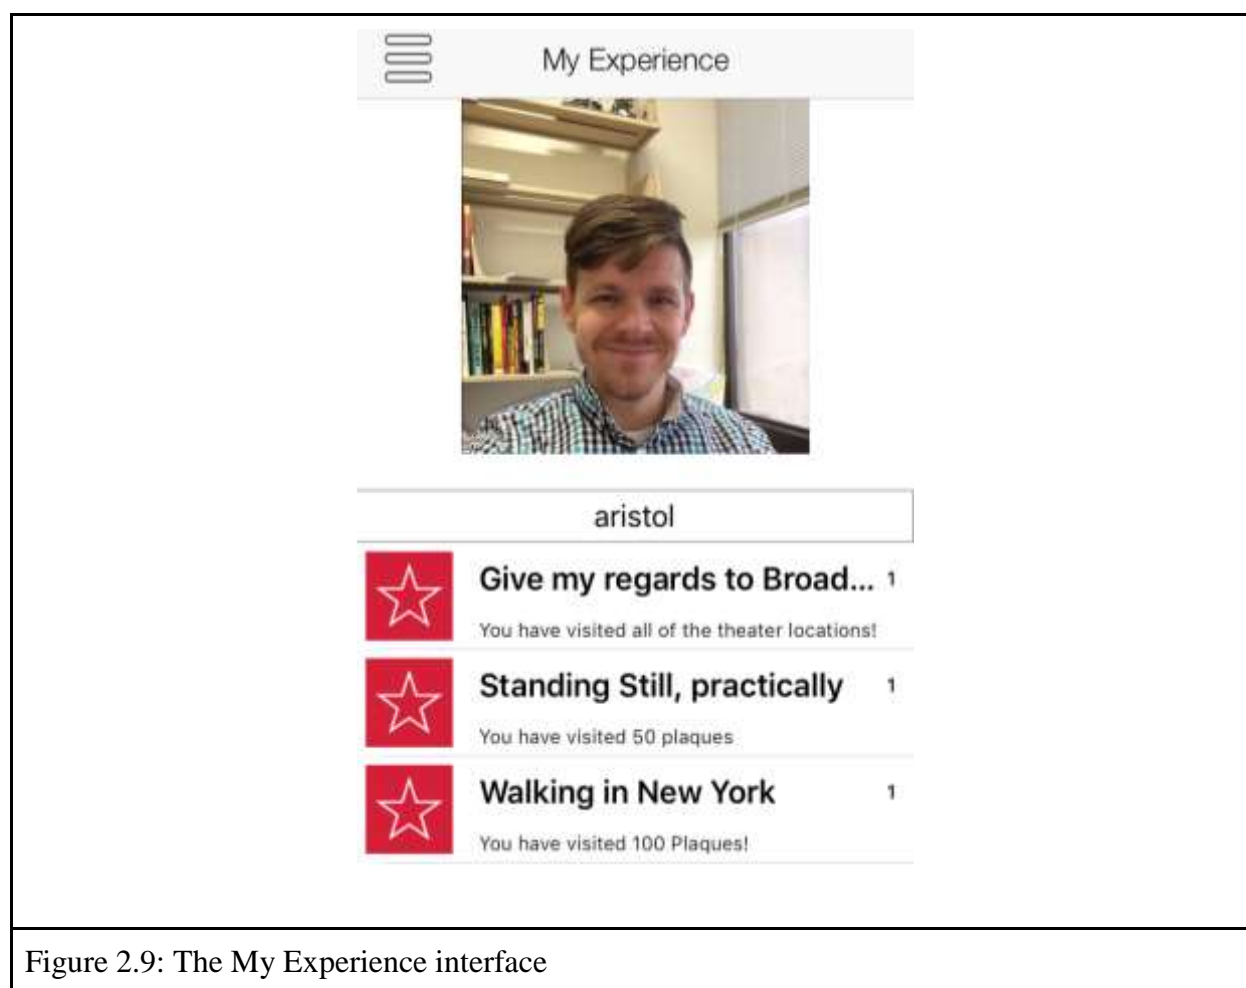 My Experience
aristol
Give my regards to Broad... 1
You have visited all of the theater locations!
Standing Still, practically 1
You have visited 50 plaques
Walking in New York 1
You have visited 100 Plaques!
Figure 2.9: The My Experience interface